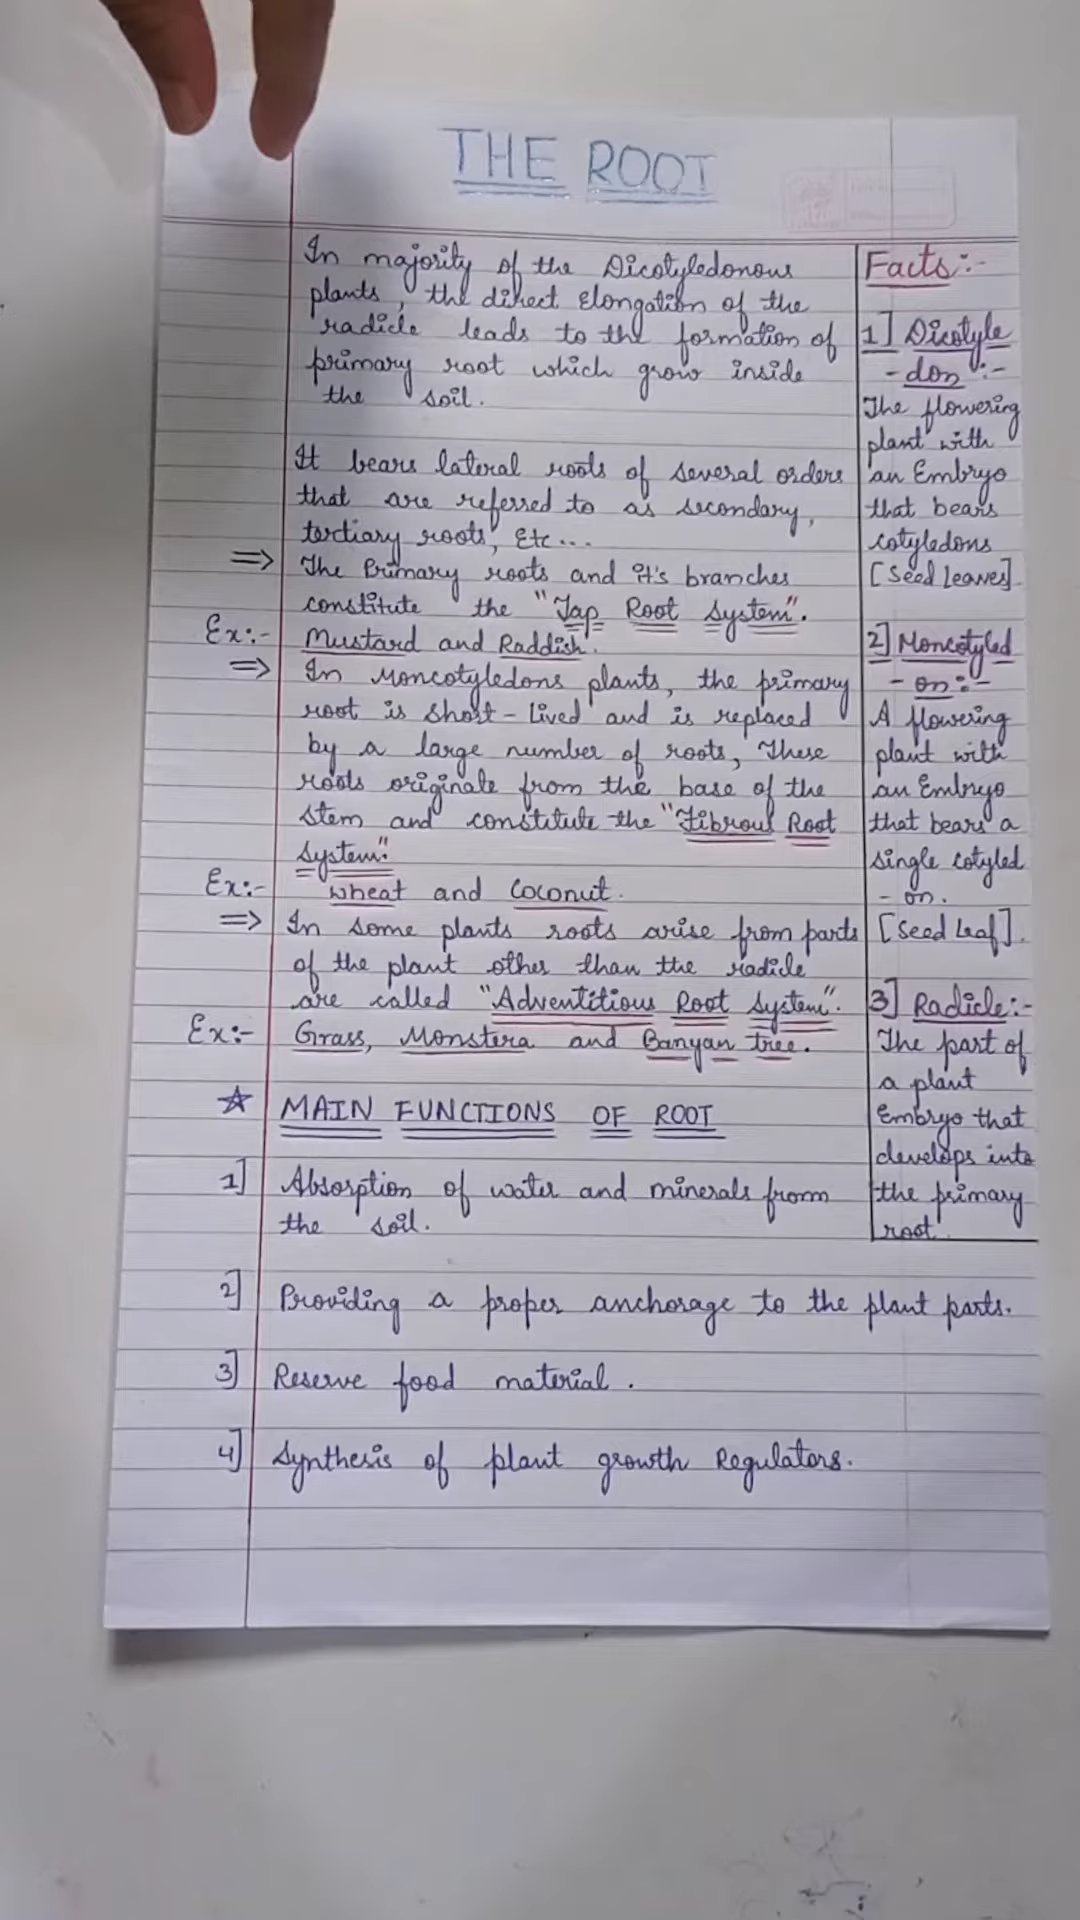 THE ROOT
In majority of the Dicotyledonous
plants, the direct Elongation of the
radicle leads to the formation of
primary root which grow inside
the soil.
It bears lateral roots of several orders
that are referred to as secondary,
tertiary roots, Etc...
⇒ The Primary roots and it's branches
constitute the "Tap Root System".
Ex:- Mustard and Raddish.
⇒ In Moncotyledons plants, the primary
root is short-lived and is replaced
by a large number of roots, These
roots originate from the base of the
stem and constitute the "Fibrous Root
System".
Ex:- Wheat and Coconut.
⇒ In some plants roots arise from parts
of the plant other than the radicle
are called "Adventitious Root System".
Ex:- Grass, Monstera and Banyan tree.
☆ MAIN FUNCTIONS OF ROOT
1] Absorption of water and minerals from
the soil.
2] Providing a proper anchorage to the plant parts.
3] Reserve food material.
4] Synthesis of plant growth Regulators.
Facts:-
1] Dicotyle
-don:-
The flowering
plant with
an Embryo
that bears
cotyledons
[Seed Leaves]
2] Moncotyled
-on:-
A flowering
plant with
an Embryo
that bears a
single cotyled
-on.
[Seed Leaf].
3] Radicle:-
The part of
a plant
Embryo that
develops into
the primary
root.